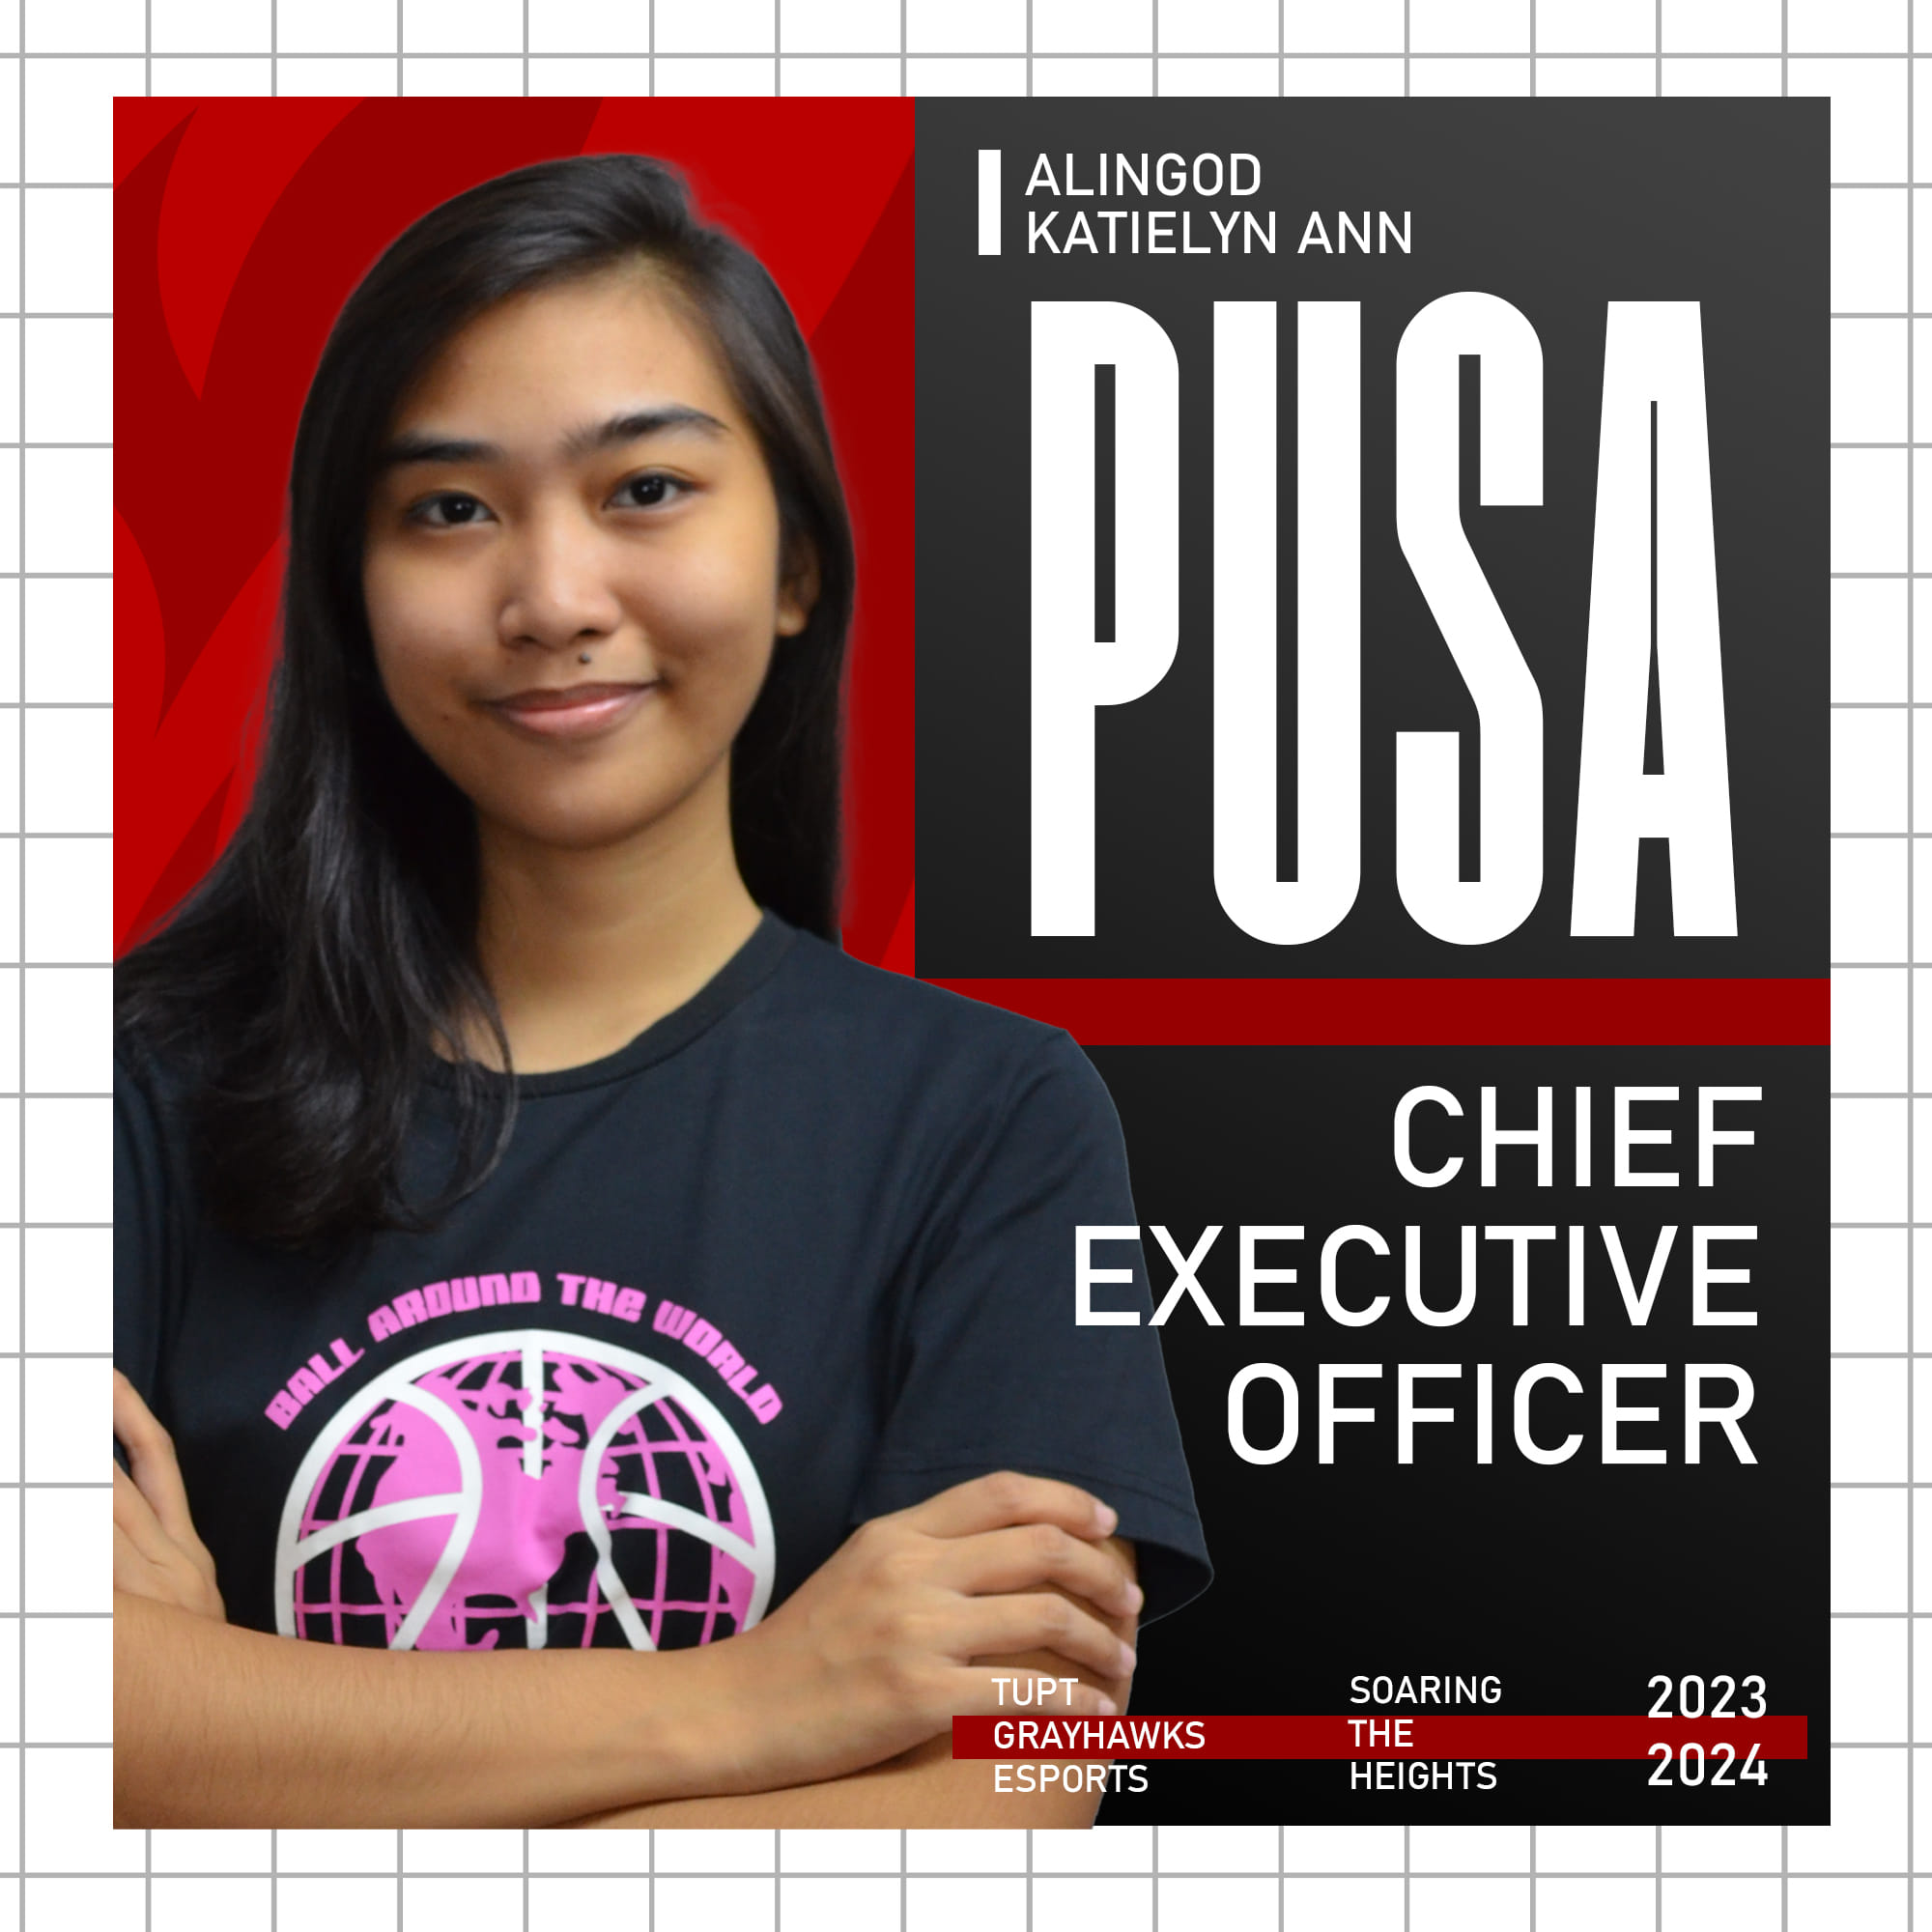 ALINGOD
KATIELYN ANN
PUSA
CHIEF
EXECUTIVE
OFFICER
BALL AROUND THE WORLD
TUPT
GRAYHAWKS
ESPORTS
SOARING
THE
HEIGHTS
2023
2024